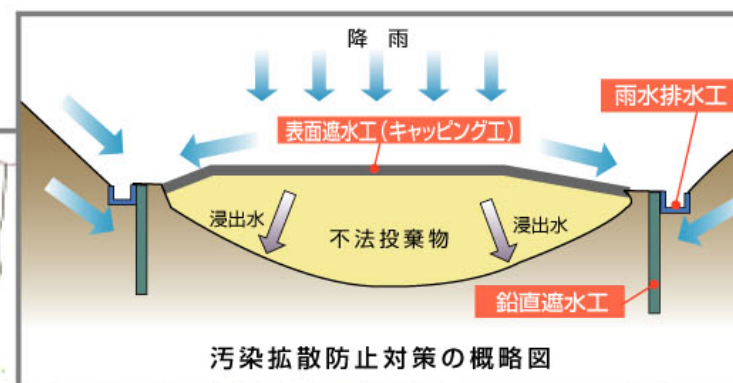 降 雨
雨水排水工
表面遮水工(キャッピング工)
浸出水
不法投棄物
浸出水
鉛直遮水工
汚染拡散防止対策の概略図